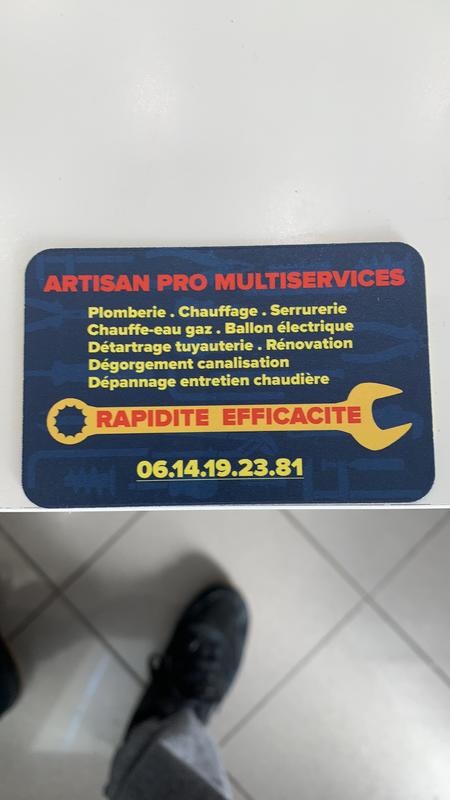 ARTISAN PRO MULTISERVICES
Plomberie . Chauffage . Serrurerie
Chauffe-eau gaz . Ballon électrique
Détartrage tuyauterie . Rénovation
Dégorgement canalisation
Dépannage entretien chaudière
RAPIDITE EFFICACITE
06.14.19.23.81